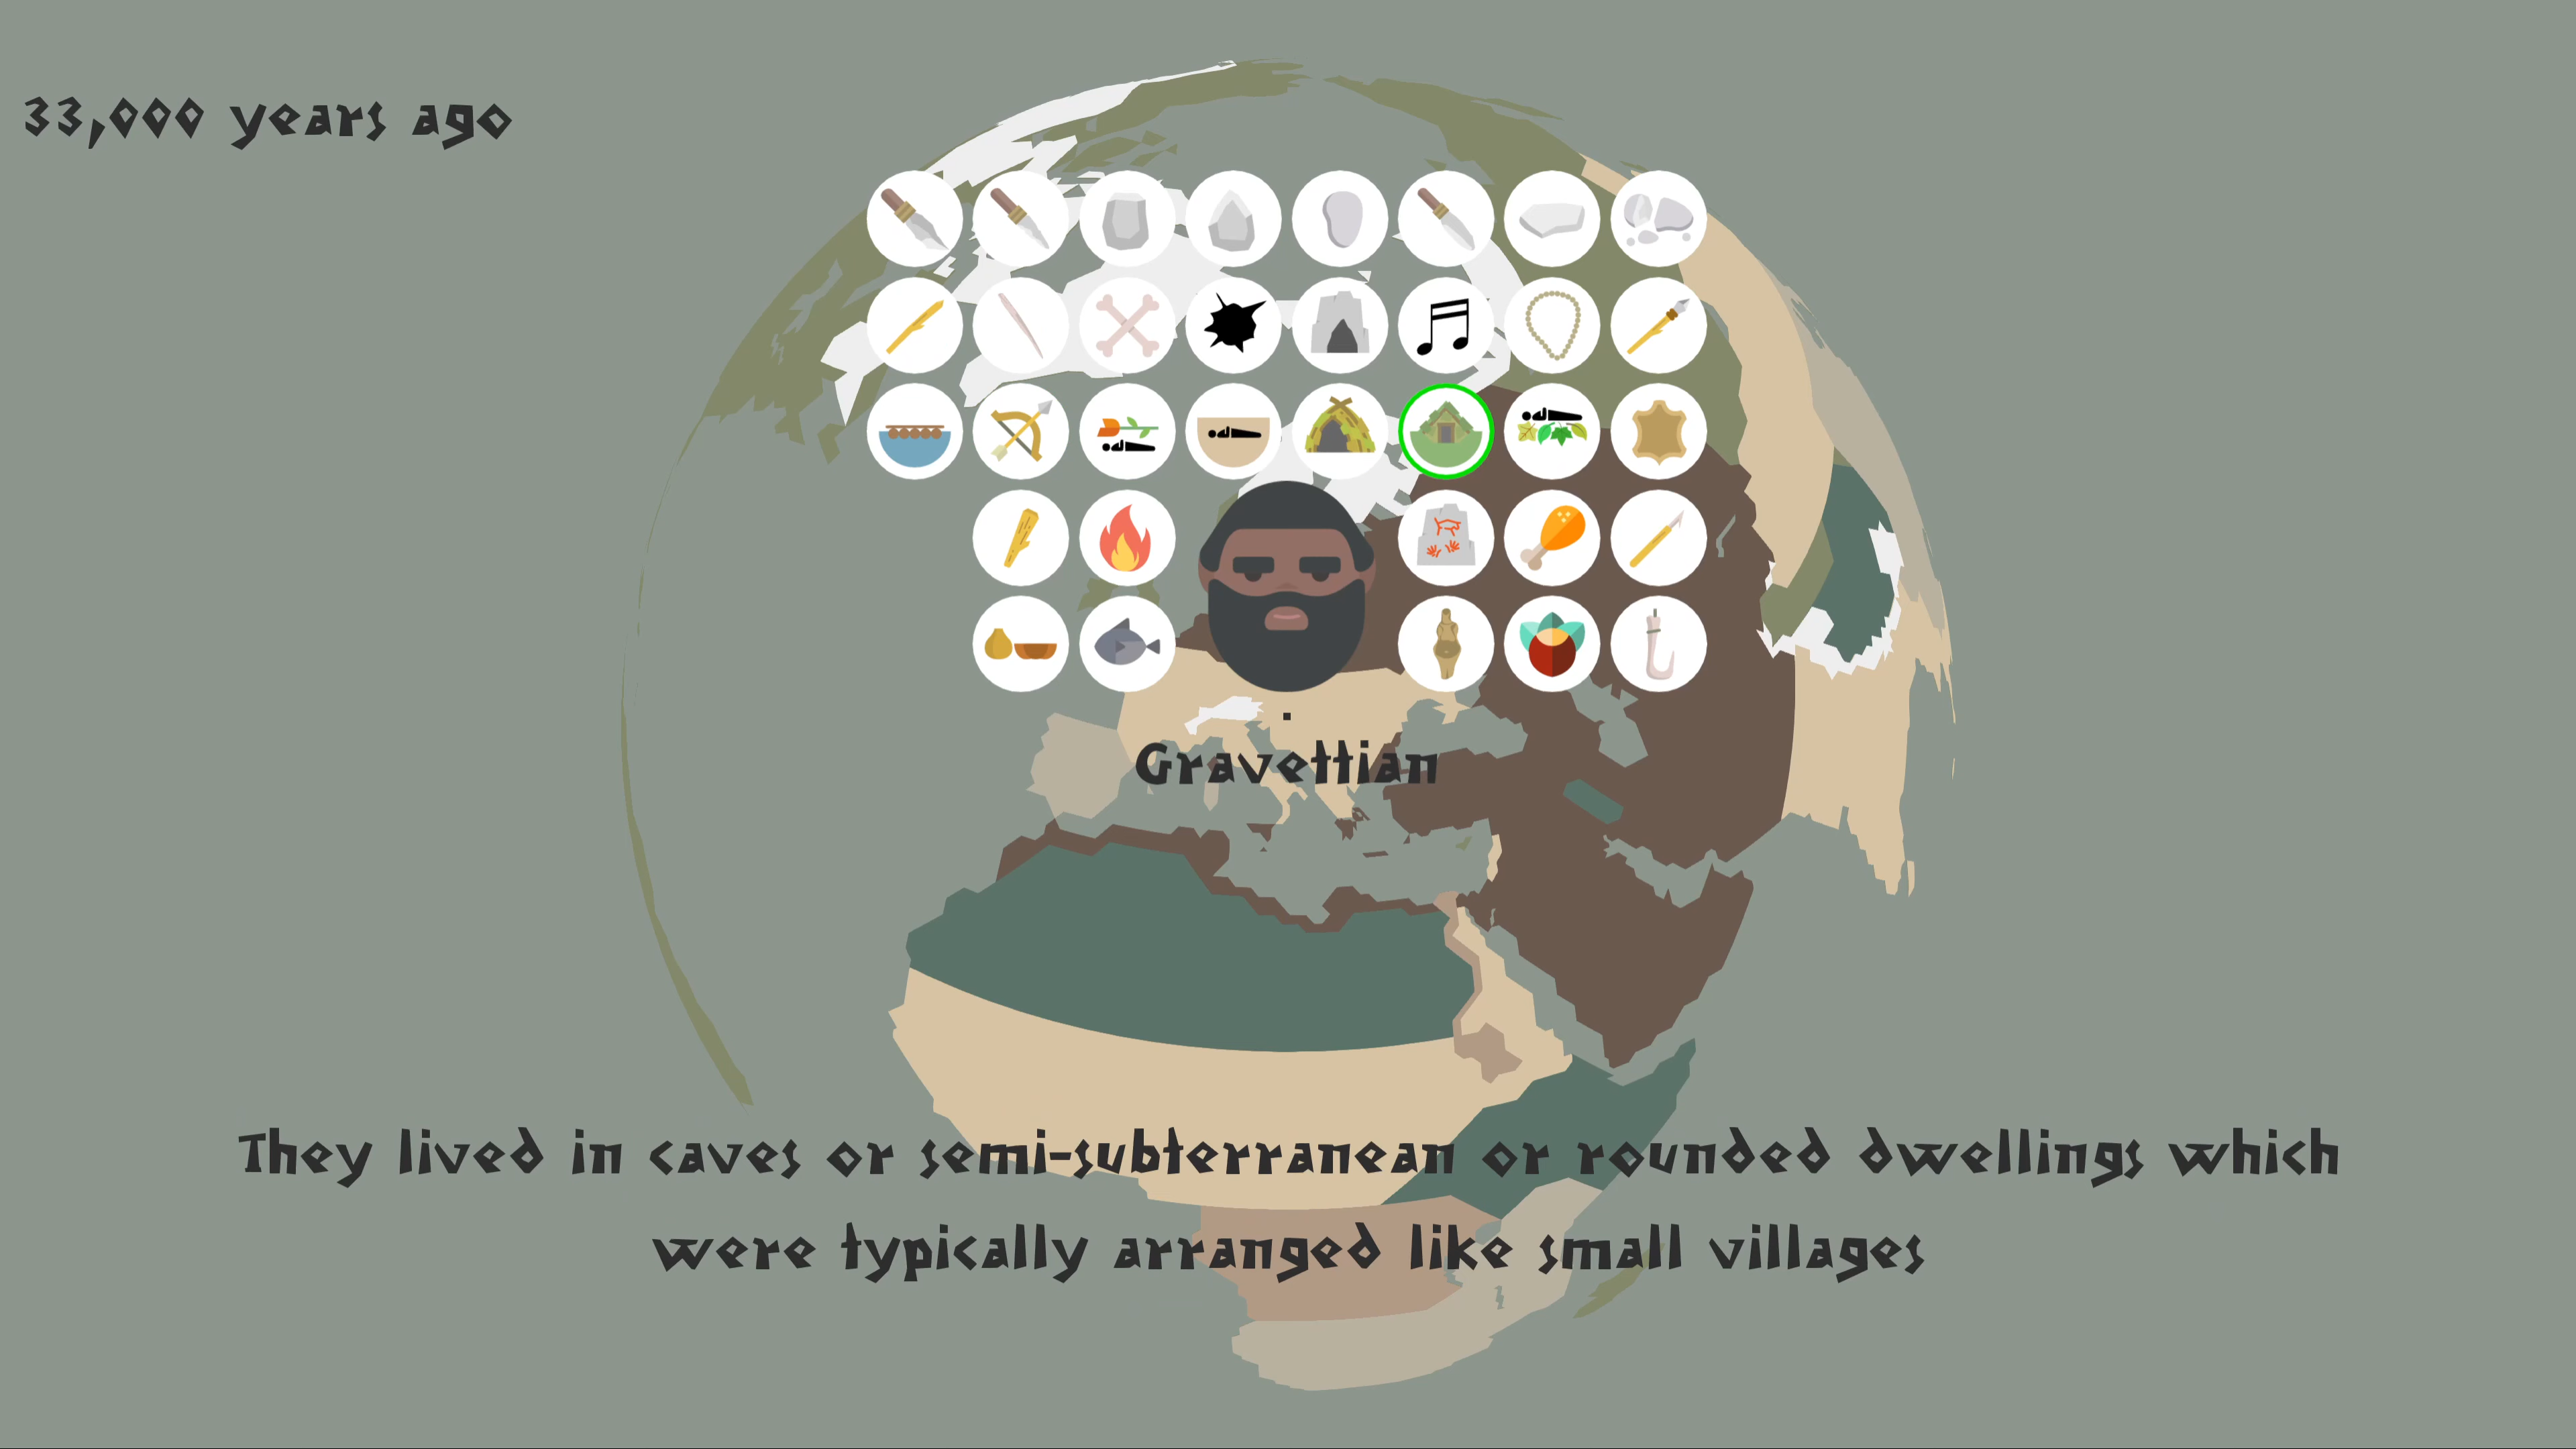 33,000 years ago
Gravettian
They lived in caves or semi-subterranean or rounded dwellings which
were typically arranged like small villages